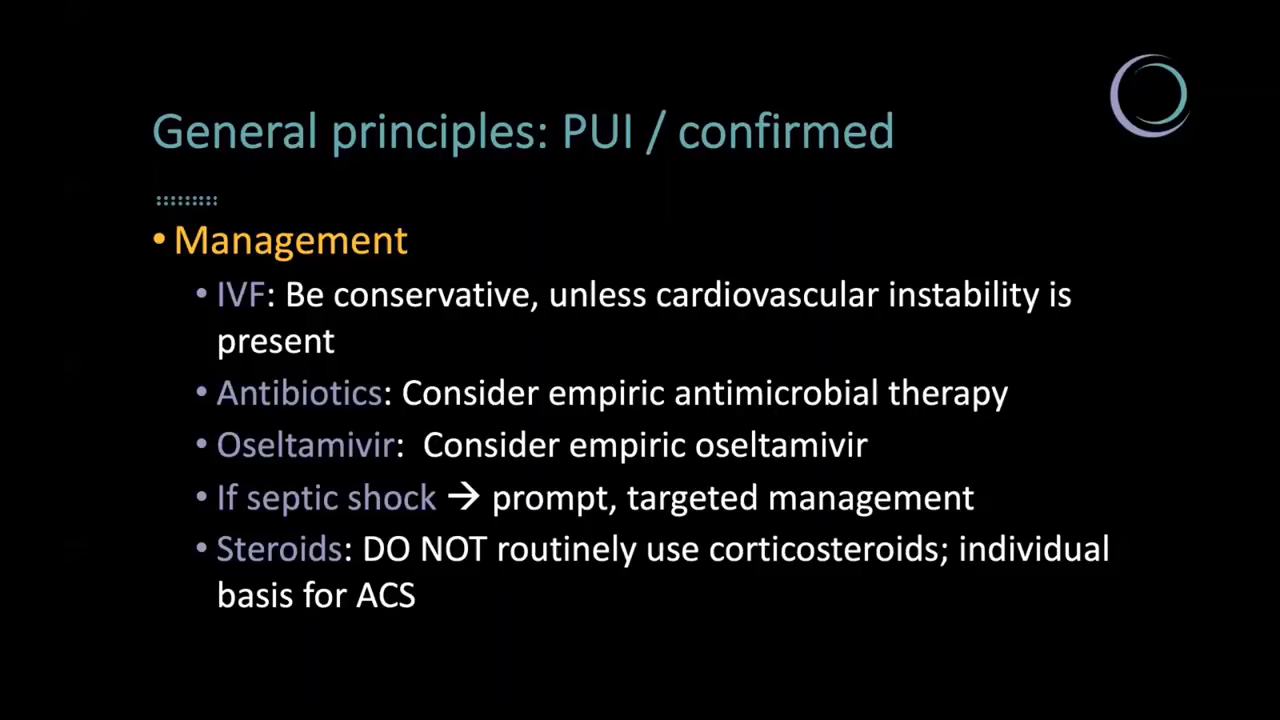 General principles: PUI / confirmed
• Management
• IVF: Be conservative, unless cardiovascular instability is
present
• Antibiotics: Consider empiric antimicrobial therapy
• Oseltamivir:  Consider empiric oseltamivir
• If septic shock → prompt, targeted management
• Steroids: DO NOT routinely use corticosteroids; individual
basis for ACS